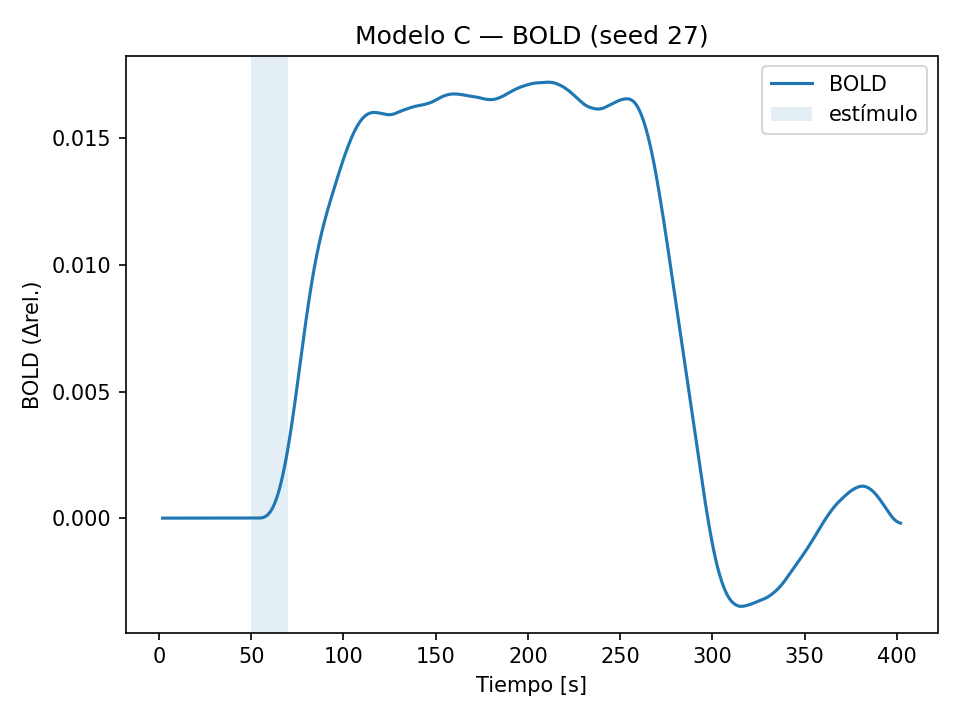 Modelo C — BOLD (seed 27)
BOLD
estímulo
BOLD (Δrel.)
0.015
0.010
0.005
0.000
0 50 100 150 200 250 300 350 400
Tiempo [s]